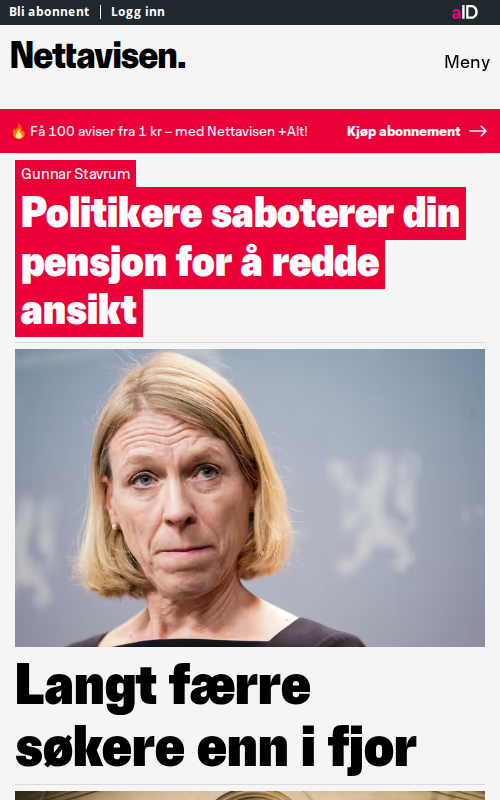 Bli abonnent | Logg inn
aID
Nettavisen.
Meny
🔥 Få 100 aviser fra 1 kr – med Nettavisen +Alt!
Kjøp abonnement →
Gunnar Stavrum
Politikere saboterer din
pensjon for å redde
ansikt
Langt færre
søkere enn i fjor